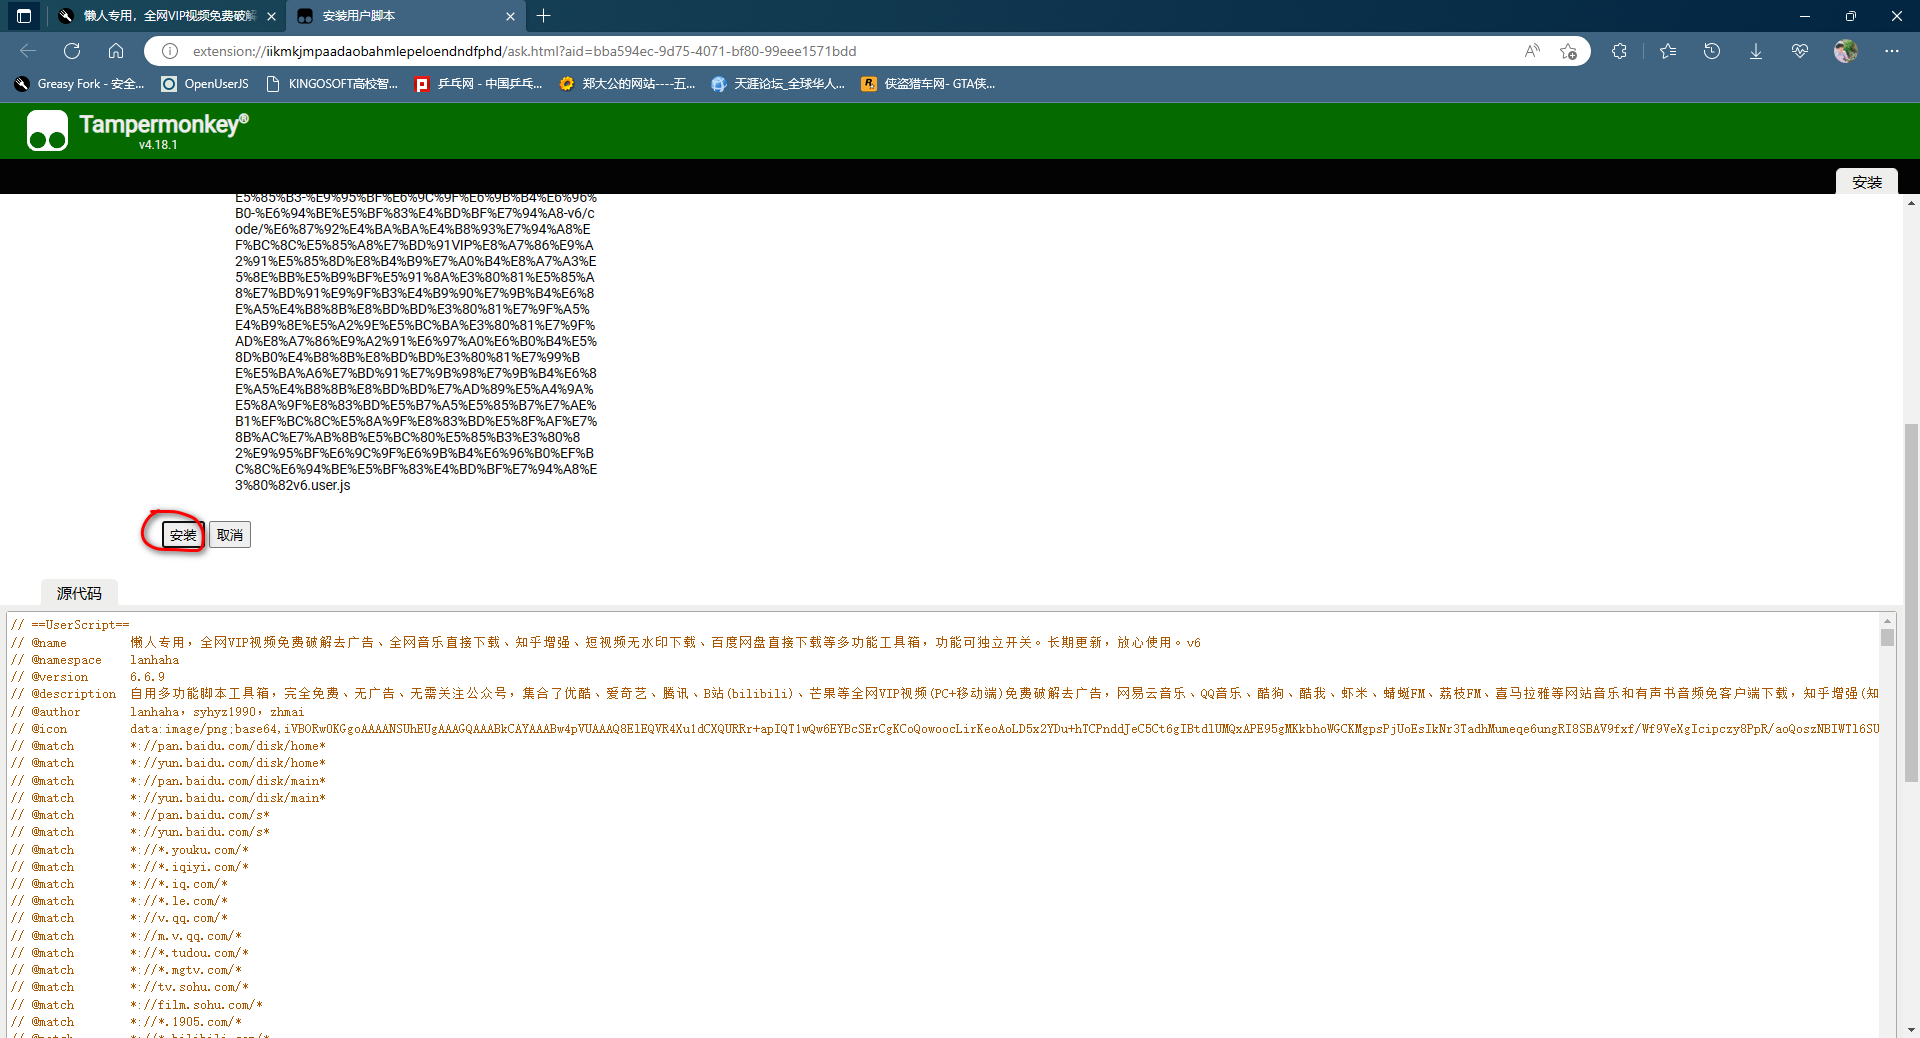 懒人专用，全网VIP视频免费破解
安装用户脚本
extension://iikmkjmpaadaobahmlepeloendndfphd/ask.html?aid=bba594ec-9d75-4071-bf80-99eee1571bdd
Greasy Fork - 安全...
OpenUserJS
KINGOSOFT高校智...
乒乓网 - 中国乒乓...
郑大公的网站----五...
天涯论坛_全球华人...
侠盗猎车网- GTA侠...
Tampermonkey®
v4.18.1
安装
E5%85%B3-%E9%95%BF%E6%9C%9F%E6%9B%B4%E6%96%
B0-%E6%94%BE%E5%BF%83%E4%BD%BF%E7%94%A8-v6/c
ode/%E6%87%92%E4%BA%BA%E4%B8%93%E7%94%A8%E
F%BC%8C%E5%85%A8%E7%BD%91VIP%E8%A7%86%E9%A
2%91%E5%85%8D%E8%B4%B9%E7%A0%B4%E8%A7%A3%E
5%8E%BB%E5%B9%BF%E5%91%8A%E3%80%81%E5%85%A
8%E7%BD%91%E9%9F%B3%E4%B9%90%E7%9B%B4%E6%8
E%A5%E4%B8%8B%E8%BD%BD%E3%80%81%E7%9F%A5%
E4%B9%8E%E5%A2%9E%E5%BC%BA%E3%80%81%E7%9F%
AD%E8%A7%86%E9%A2%91%E6%97%A0%E6%B0%B4%E5%
8D%B0%E4%B8%8B%E8%BD%BD%E3%80%81%E7%99%B
E%E5%BA%A6%E7%BD%91%E7%9B%98%E7%9B%B4%E6%8
E%A5%E4%B8%8B%E8%BD%BD%E7%AD%89%E5%A4%9A%
E5%8A%9F%E8%83%BD%E5%B7%A5%E5%85%B7%E7%AE%
B1%EF%BC%8C%E5%8A%9F%E8%83%BD%E5%8F%AF%E7%
8B%AC%E7%AB%8B%E5%BC%80%E5%85%B3%E3%80%8
2%E9%95%BF%E6%9C%9F%E6%9B%B4%E6%96%B0%EF%B
C%8C%E6%94%BE%E5%BF%83%E4%BD%BF%E7%94%A8%E
3%80%82v6.user.js
安装 取消
源代码
// ==UserScript==
// @name 懒人专用，全网VIP视频免费破解去广告、全网音乐直接下载、知乎增强、短视频无水印下载、百度网盘直接下载等多功能工具箱，功能可独立开关。长期更新，放心使用。v6
// @namespace lanhaha
// @version 6.6.9
// @description 自用多功能脚本工具箱，完全免费、无广告、无需关注公众号，集合了优酷、爱奇艺、腾讯、B站(bilibili)、芒果等全网VIP视频(PC+移动端)免费破解去广告，网易云音乐、QQ音乐、酷狗、酷我、虾米、蜻蜓FM、荔枝FM、喜马拉雅等网站音乐和有声书音频免客户端下载，知乎增强(知
// @author lanhaha，syhyz1990，zhmai
// @icon data:image/png;base64,
// @match *://pan.baidu.com/disk/home*
// @match *://yun.baidu.com/disk/home*
// @match *://pan.baidu.com/disk/main*
// @match *://yun.baidu.com/disk/main*
// @match *://pan.baidu.com/s*
// @match *://yun.baidu.com/s*
// @match *://*.youku.com/*
// @match *://*.iqiyi.com/*
// @match *://*.iq.com/*
// @match *://*.le.com/*
// @match *://v.qq.com/*
// @match *://m.v.qq.com/*
// @match *://*.tudou.com/*
// @match *://*.mgtv.com/*
// @match *://tv.sohu.com/*
// @match *://film.sohu.com/*
// @match *://*.1905.com/*
// @match *://*.bilibili.com/*